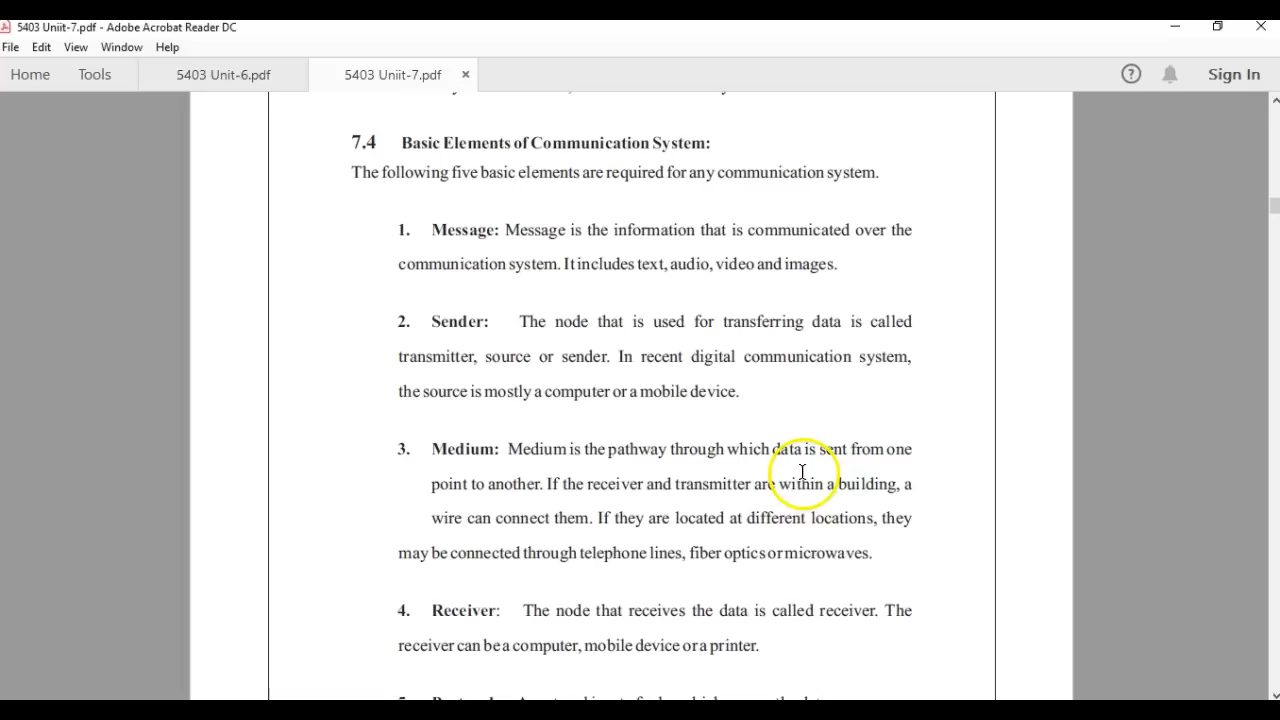 5403 Uniit-7.pdf - Adobe Acrobat Reader DC
File Edit View Window Help
Home Tools 5403 Unit-6.pdf 5403 Uniit-7.pdf × ? Sign In
7.4 Basic Elements of Communication System:
The following five basic elements are required for any communication system.
1. Message: Message is the information that is communicated over the
communication system. It includes text, audio, video and images.
2. Sender: The node that is used for transferring data is called
transmitter, source or sender. In recent digital communication system,
the source is mostly a computer or a mobile device.
3. Medium: Medium is the pathway through which data is sent from one
point to another. If the receiver and transmitter are within a building, a
wire can connect them. If they are located at different locations, they
may be connected through telephone lines, fiber optics or microwaves.
4. Receiver: The node that receives the data is called receiver. The
receiver can be a computer, mobile device or a printer.